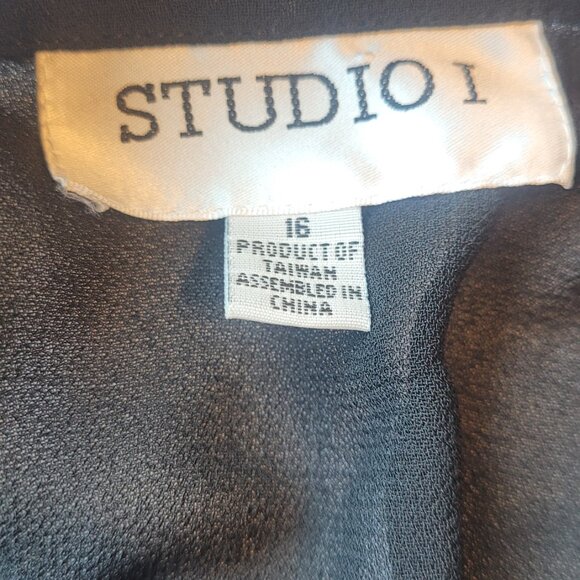 STUDIO I
16
PRODUCT OF
TAIWAN
ASSEMBLED IN
CHINA